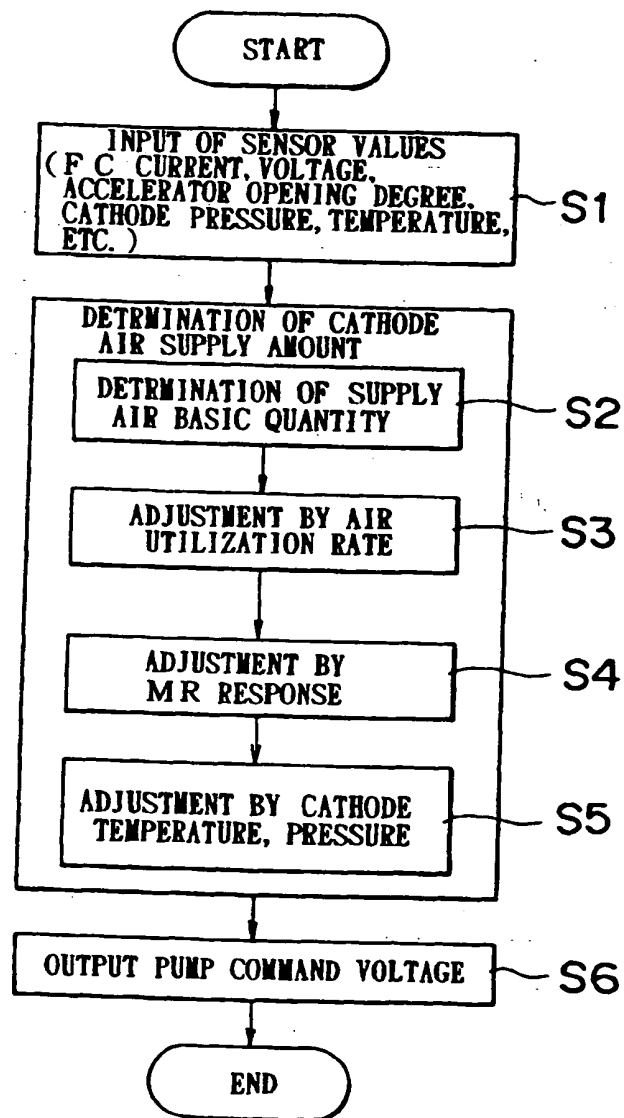 START
INPUT OF SENSOR VALUES
(FC CURRENT, VOLTAGE,
ACCELERATOR OPENING DEGREE,
CATHODE PRESSURE, TEMPERATURE,
ETC.)
S1
DETRMINATION OF CATHODE
AIR SUPPLY AMOUNT
DETRMINATION OF SUPPLY
AIR BASIC QUANTITY
S2
ADJUSTMENT BY AIR
UTILIZATION RATE
S3
ADJUSTMENT BY
MR RESPONSE
S4
ADJUSTMENT BY CATHODE
TEMPERATURE, PRESSURE
S5
OUTPUT PUMP COMMAND VOLTAGE
S6
END